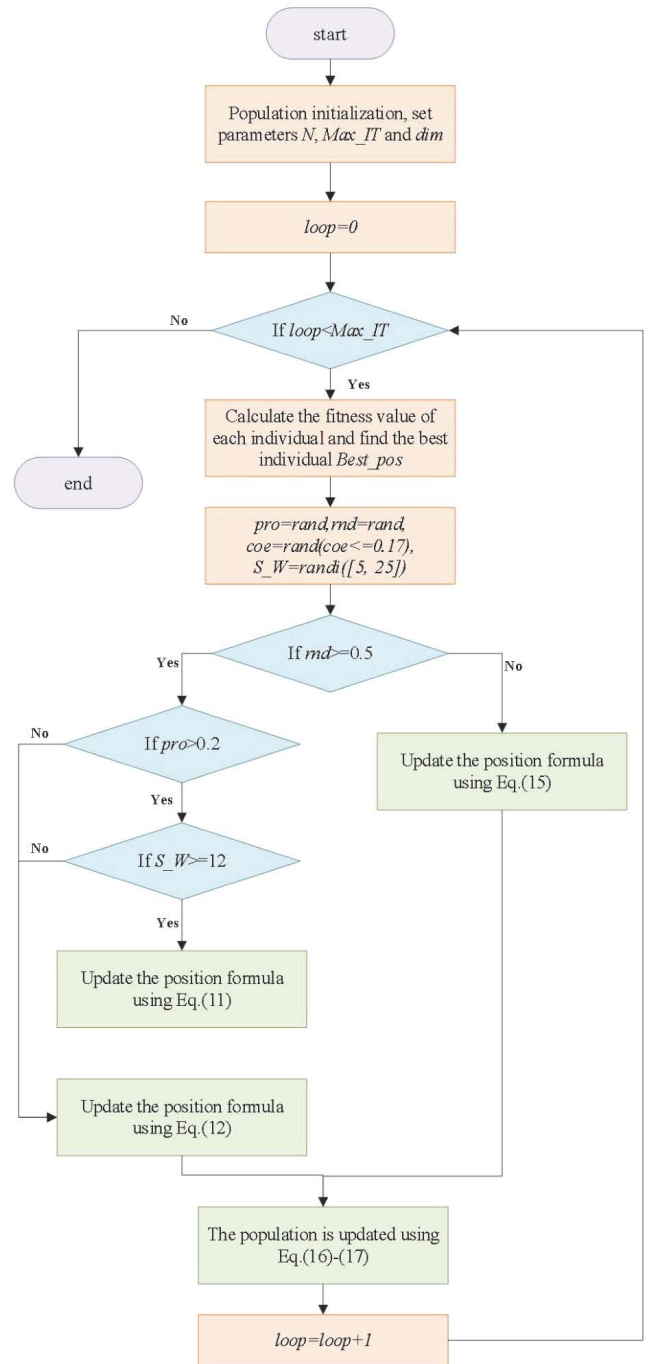 start
Population initialization, set
parameters N, Max_IT and dim
loop=0
If loop<Max_IT
No
Yes
Calculate the fitness value of
each individual and find the best
individual Best_pos
end
pro=rand,rnd=rand,
coe=rand(coe<=0.17),
S_W=randi([5, 25])
If rnd>=0.5
Yes
No
If pro>0.2
No
Yes
Update the position formula
using Eq.(15)
If S_W>=12
No
Yes
Update the position formula
using Eq.(11)
Update the position formula
using Eq.(12)
The population is updated using
Eq.(16)-(17)
loop=loop+1